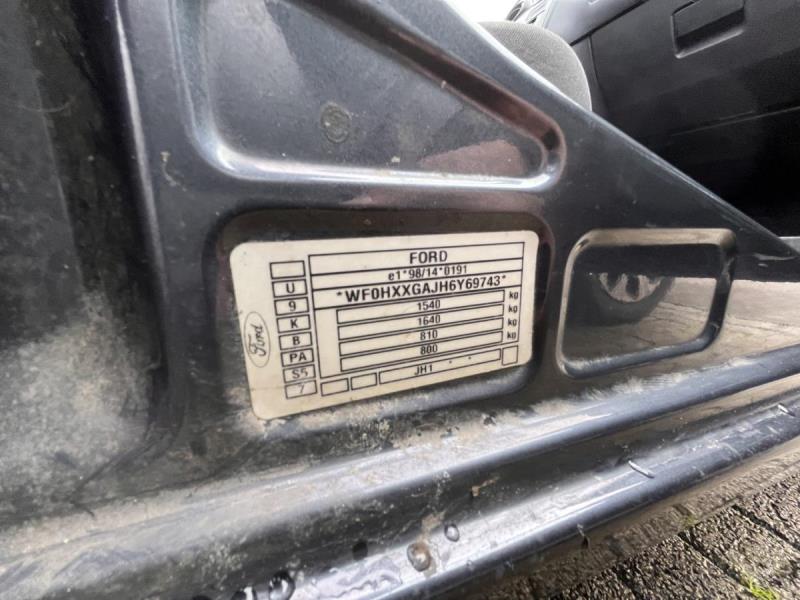 FORD
e1*98/14*0191
*WF0HXXGAJH6Y69743*
U
9
K
B
PA
S5
7
1540 kg
1640 kg
810 kg
800
JH1 * *
Ford